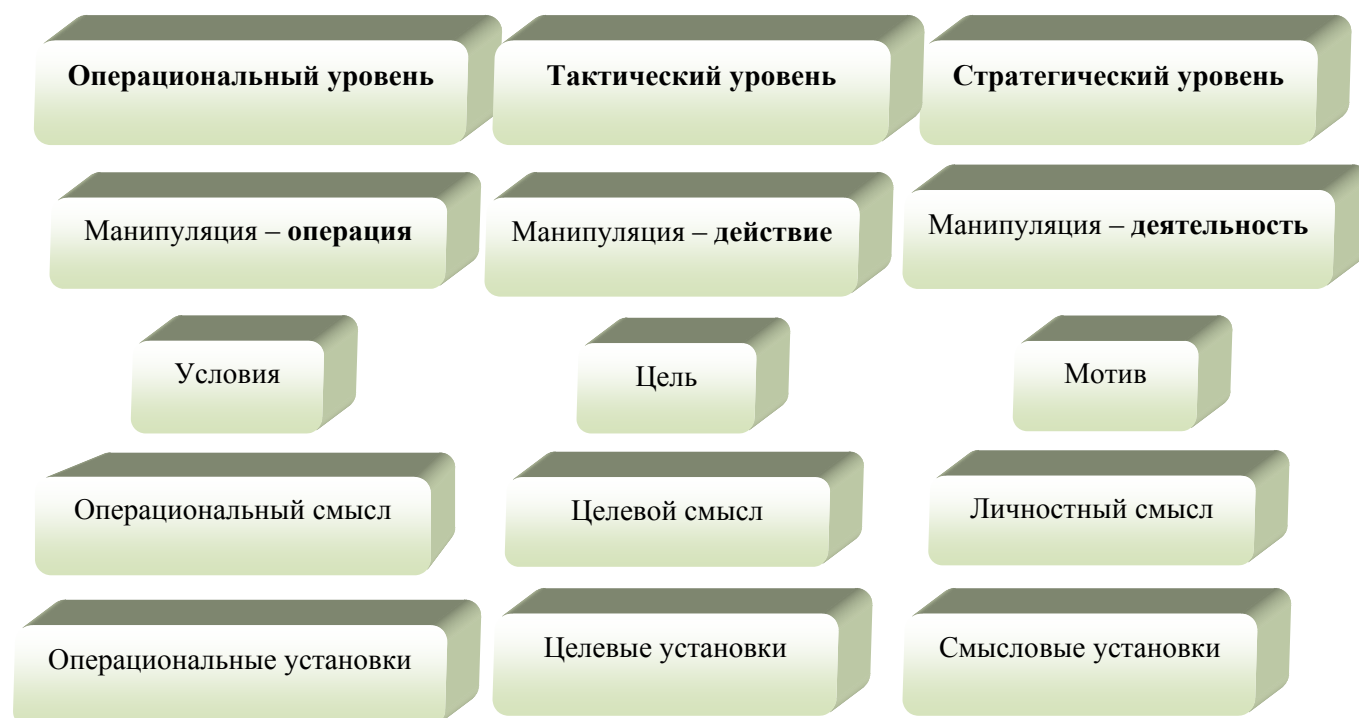 Операциональный уровень
Тактический уровень
Стратегический уровень
Манипуляция – операция
Манипуляция – действие
Манипуляция – деятельность
Условия
Цель
Мотив
Операциональный смысл
Целевой смысл
Личностный смысл
Операциональные установки
Целевые установки
Смысловые установки